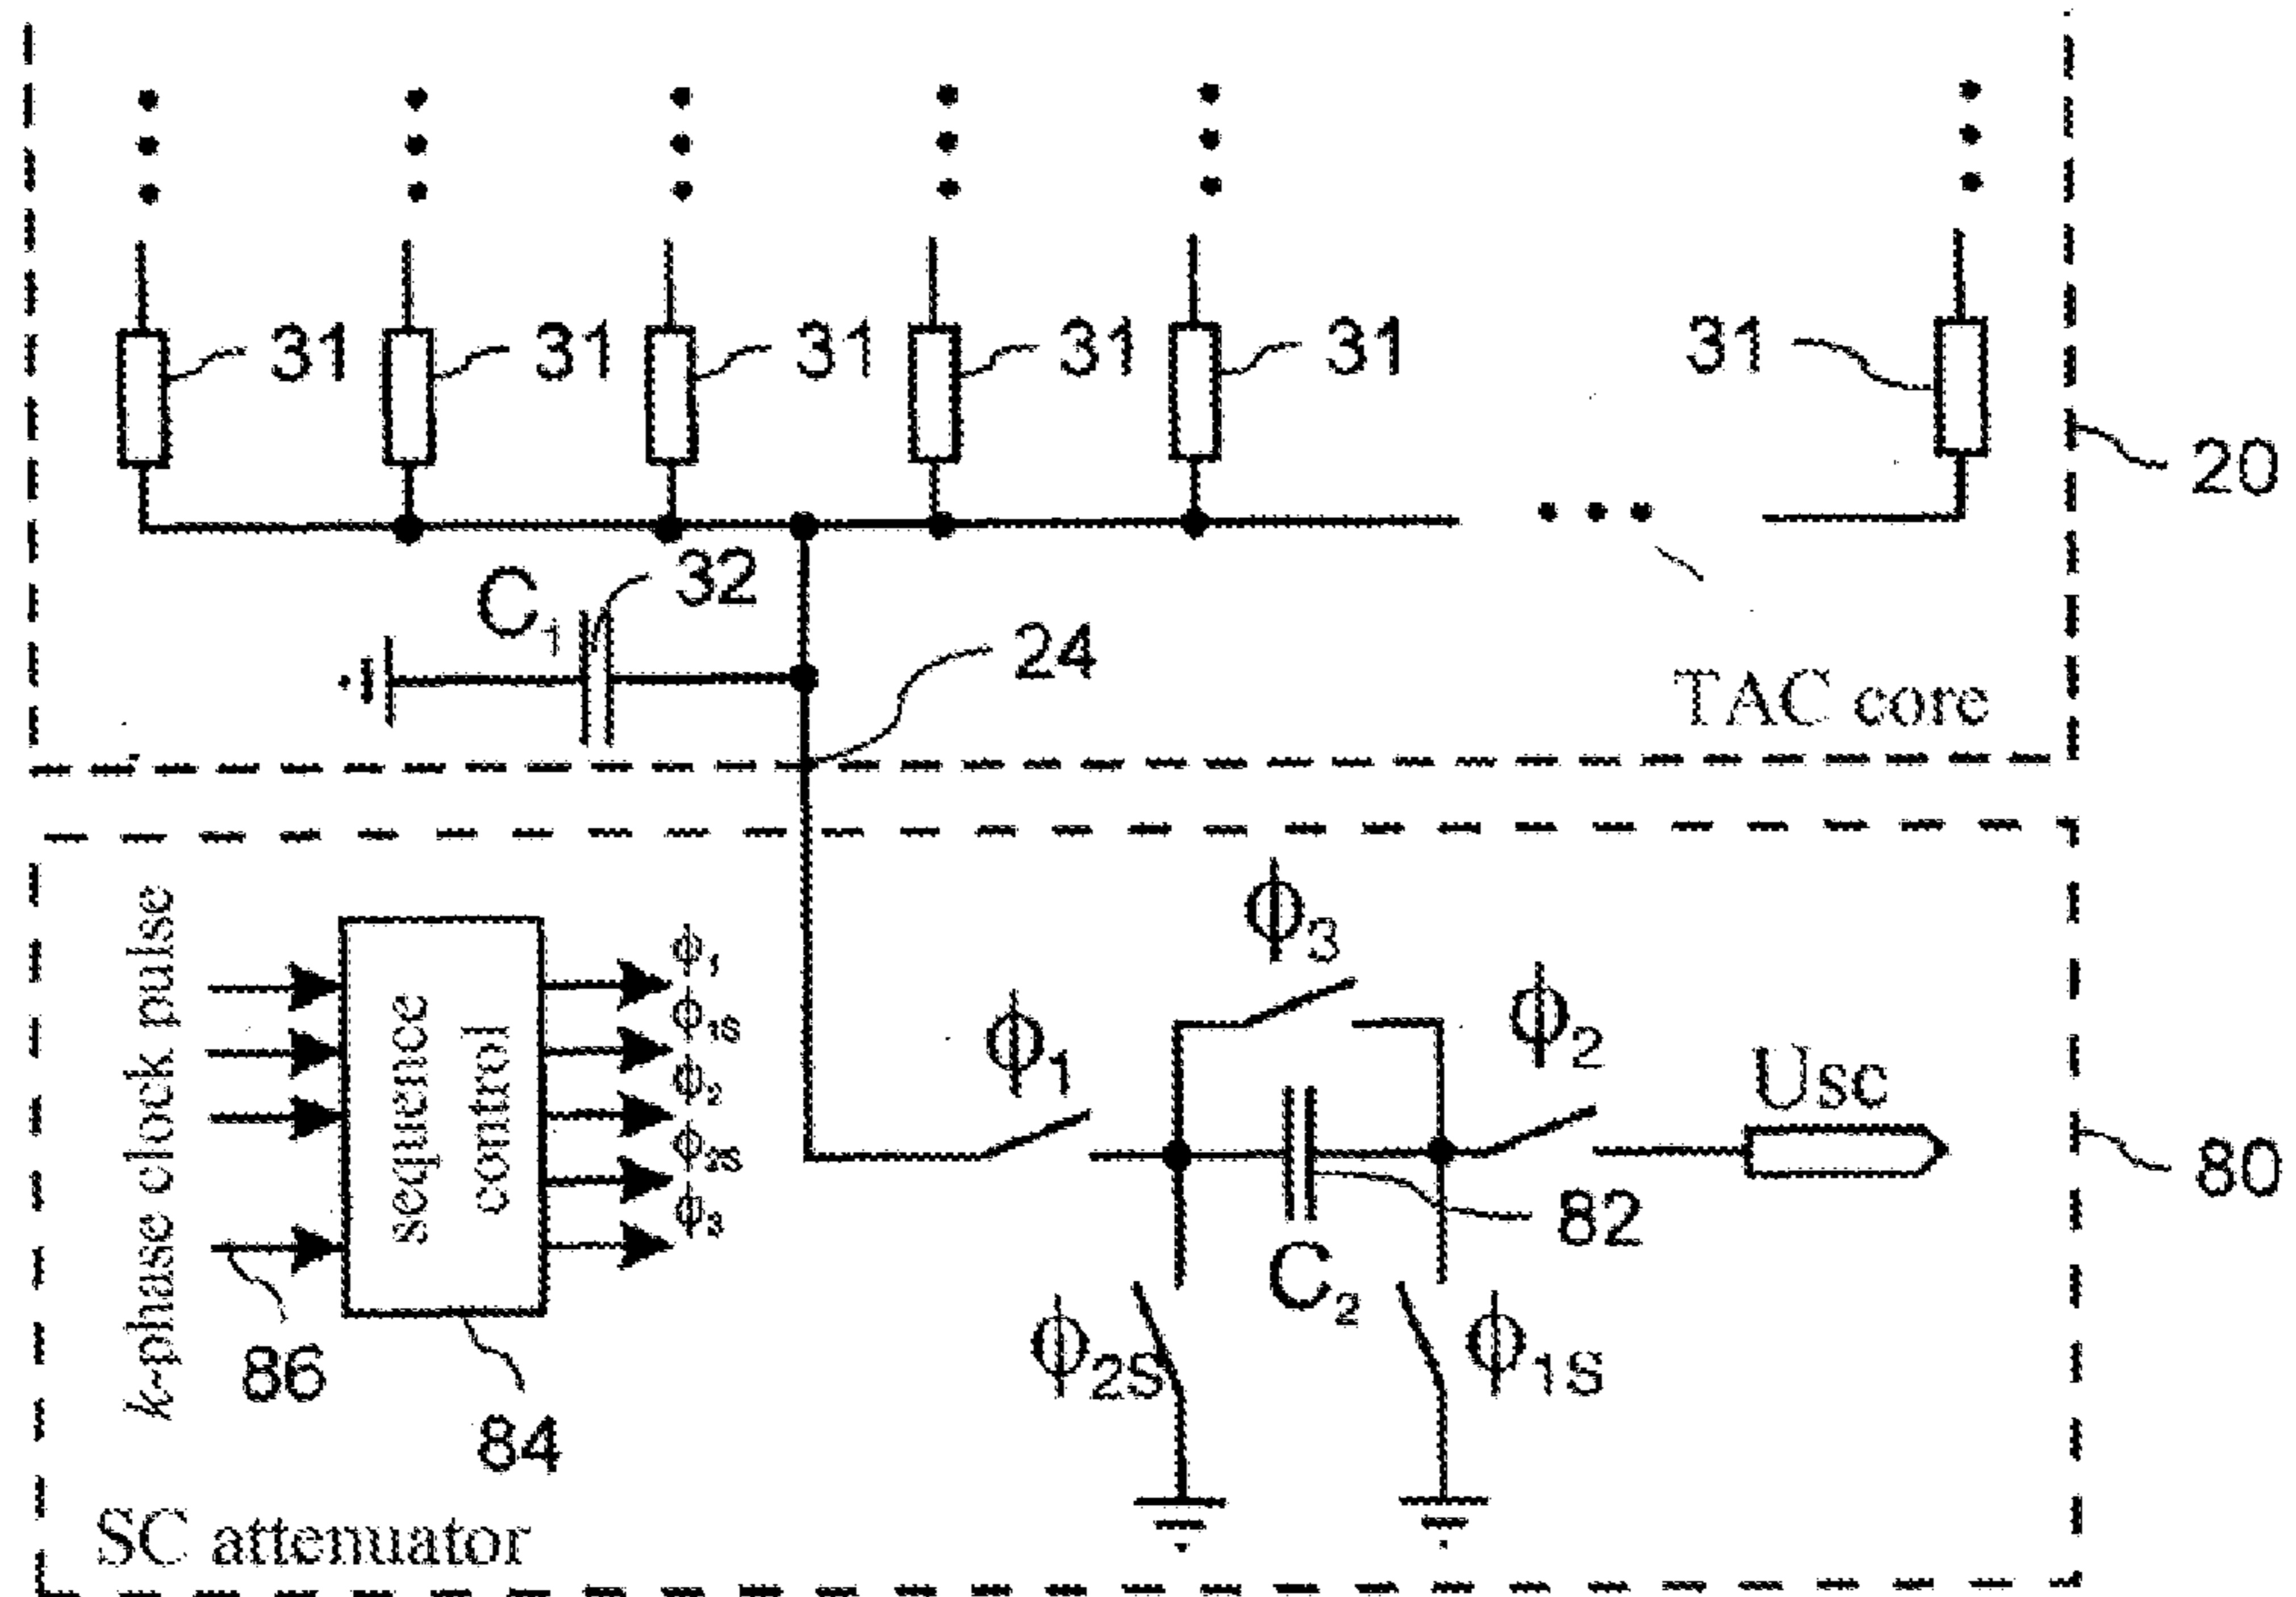 31 31 31 31 31 31
20
C1 32
24
TAC core
k-phase clock pulse
sequence control
ϕ1
ϕ1S
ϕ2
ϕ2S
ϕ3
ϕ3
ϕ1
ϕ2
Usc
80
82
C2
ϕ2S
ϕ1S
86
84
SC attenuator